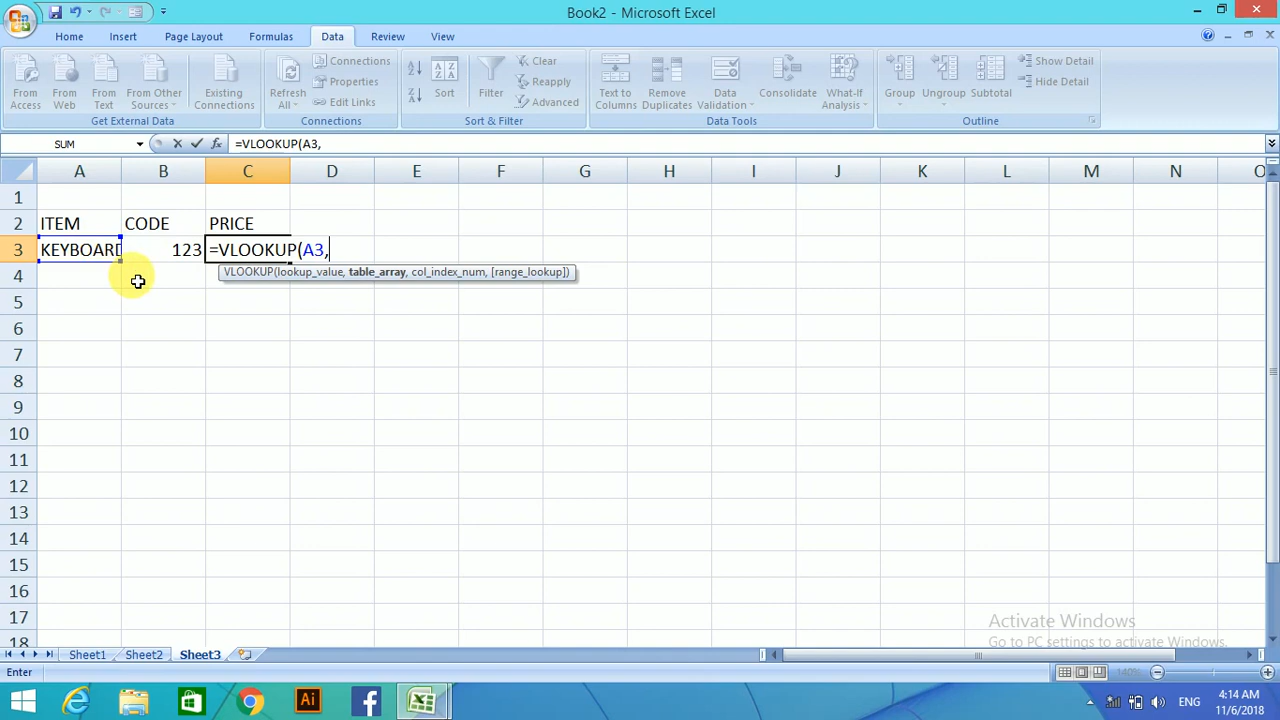 Book2 - Microsoft Excel
Home Insert Page Layout Formulas Data Review View
From Access
From Web
From Text
From Other Sources
Existing Connections
Get External Data
Refresh All
Connections
Properties
Edit Links
Connections
Sort
Filter
Clear
Reapply
Advanced
Sort & Filter
Text to Columns
Remove Duplicates
Data Validation
Consolidate
What-If Analysis
Data Tools
Group
Ungroup
Subtotal
Show Detail
Hide Detail
Outline
SUM fx =VLOOKUP(A3,
A B C D E F G H I J K L M N O
1
2 ITEM CODE PRICE
3 KEYBOARD 123 =VLOOKUP(A3,
VLOOKUP(lookup_value, table_array, col_index_num, [range_lookup])
4
5
6
7
8
9
10
11
12
13
14
15
16
17
18
Activate Windows
Go to PC settings to activate Windows.
Sheet1 Sheet2 Sheet3
Enter 140%
Ai ENG 4:14 AM
11/6/2018